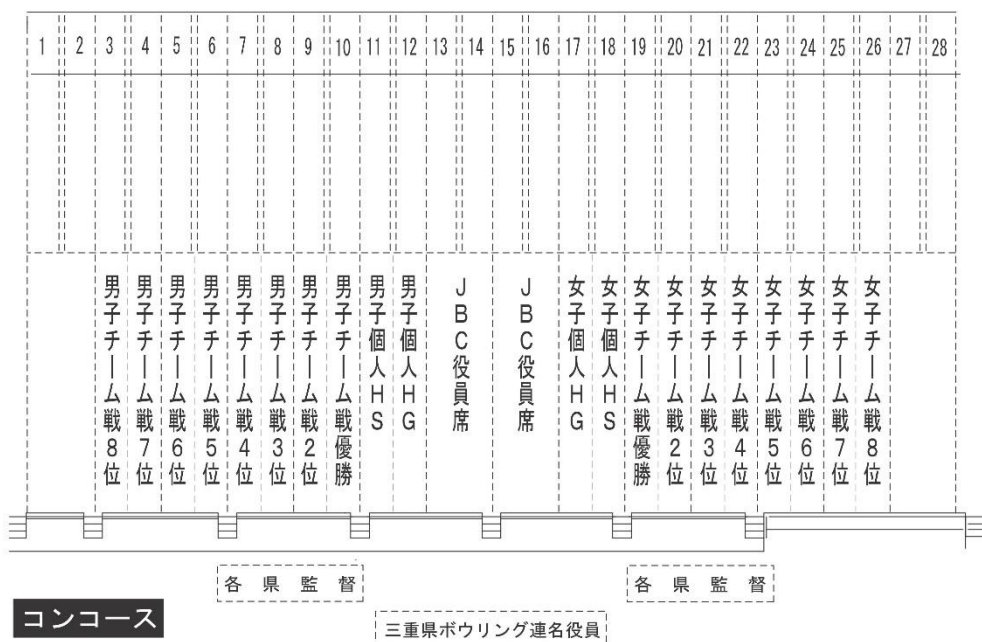 1 2 3 4 5 6 7 8 9 10 11 12 13 14 15 16 17 18 19 20 21 22 23 24 25 26 27 28
男子チーム戦8位
男子チーム戦7位
男子チーム戦6位
男子チーム戦5位
男子チーム戦4位
男子チーム戦3位
男子チーム戦2位
男子チーム戦優勝
男子個人HS
男子個人HG
JBC役員席
JBC役員席
女子個人HG
女子個人HS
女子チーム戦優勝
女子チーム戦2位
女子チーム戦3位
女子チーム戦4位
女子チーム戦5位
女子チーム戦6位
女子チーム戦7位
女子チーム戦8位
各県監督 各県監督
コンコース
三重県ボウリング連名役員